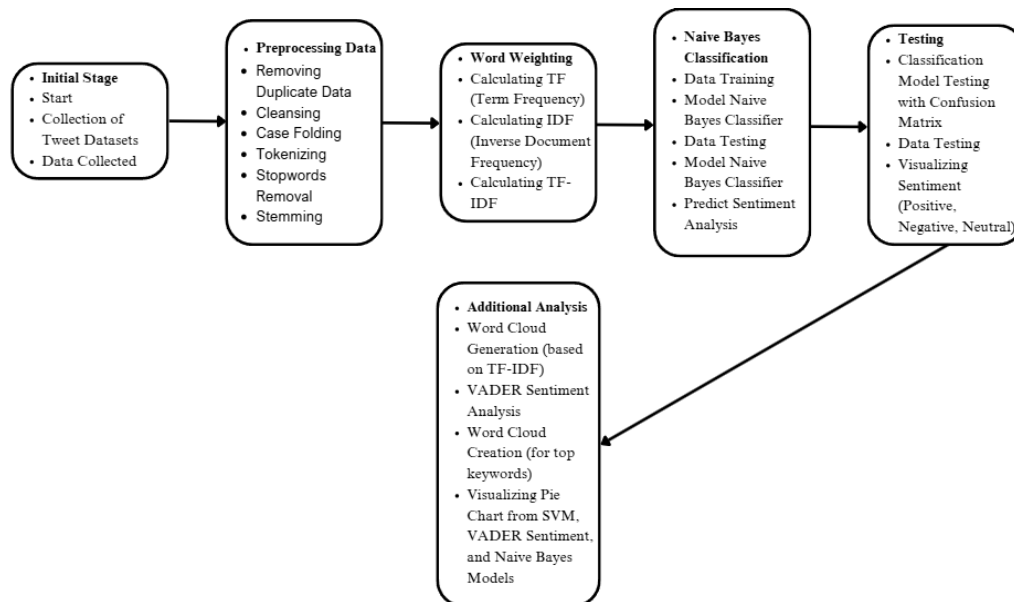 Initial Stage
Start
Collection of
Tweet Datasets
Data Collected
Preprocessing Data
Removing
Duplicate Data
Cleansing
Case Folding
Tokenizing
Stopwords
Removal
Stemming
Word Weighting
Calculating TF
(Term Frequency)
Calculating IDF
(Inverse Document
Frequency)
Calculating TF-
IDF
Naive Bayes
Classification
Data Training
Model Naive
Bayes Classifier
Data Testing
Model Naive
Bayes Classifier
Predict Sentiment
Analysis
Testing
Classification
Model Testing
with Confusion
Matrix
Data Testing
Visualizing
Sentiment
(Positive,
Negative, Neutral)
Additional Analysis
Word Cloud
Generation (based
on TF-IDF)
VADER Sentiment
Analysis
Word Cloud
Creation (for top
keywords)
Visualizing Pie
Chart from SVM,
VADER Sentiment,
and Naive Bayes
Models